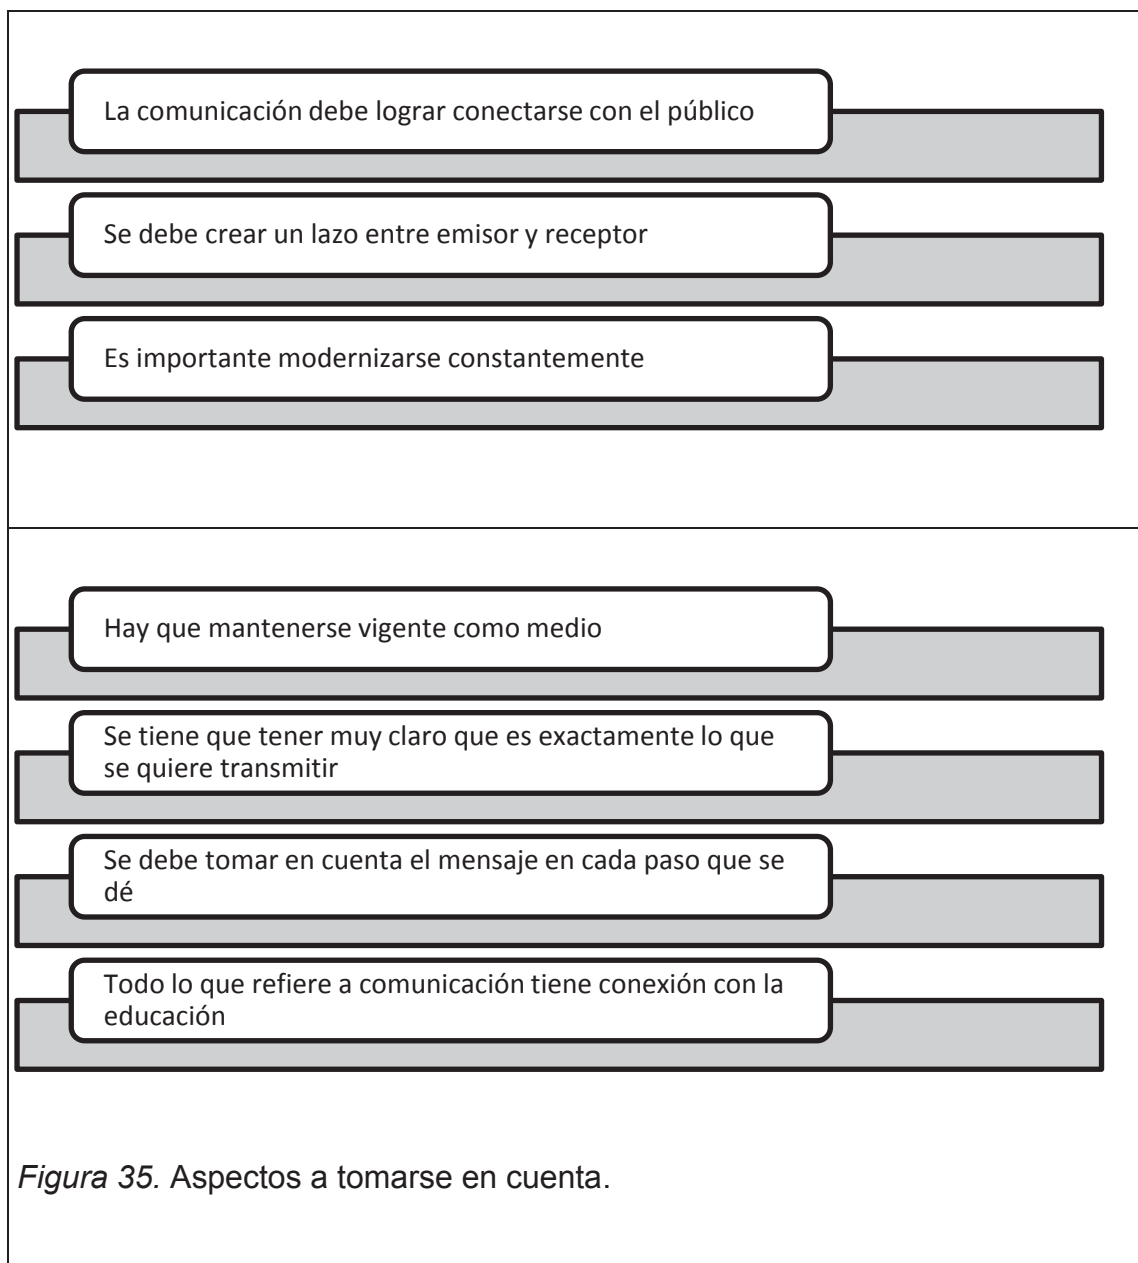 La comunicación debe lograr conectarse con el público
Se debe crear un lazo entre emisor y receptor
Es importante modernizarse constantemente
Hay que mantenerse vigente como medio
Se tiene que tener muy claro que es exactamente lo que
se quiere transmitir
Se debe tomar en cuenta el mensaje en cada paso que se
dé
Todo lo que refiere a comunicación tiene conexión con la
educación
Figura 35. Aspectos a tomarse en cuenta.